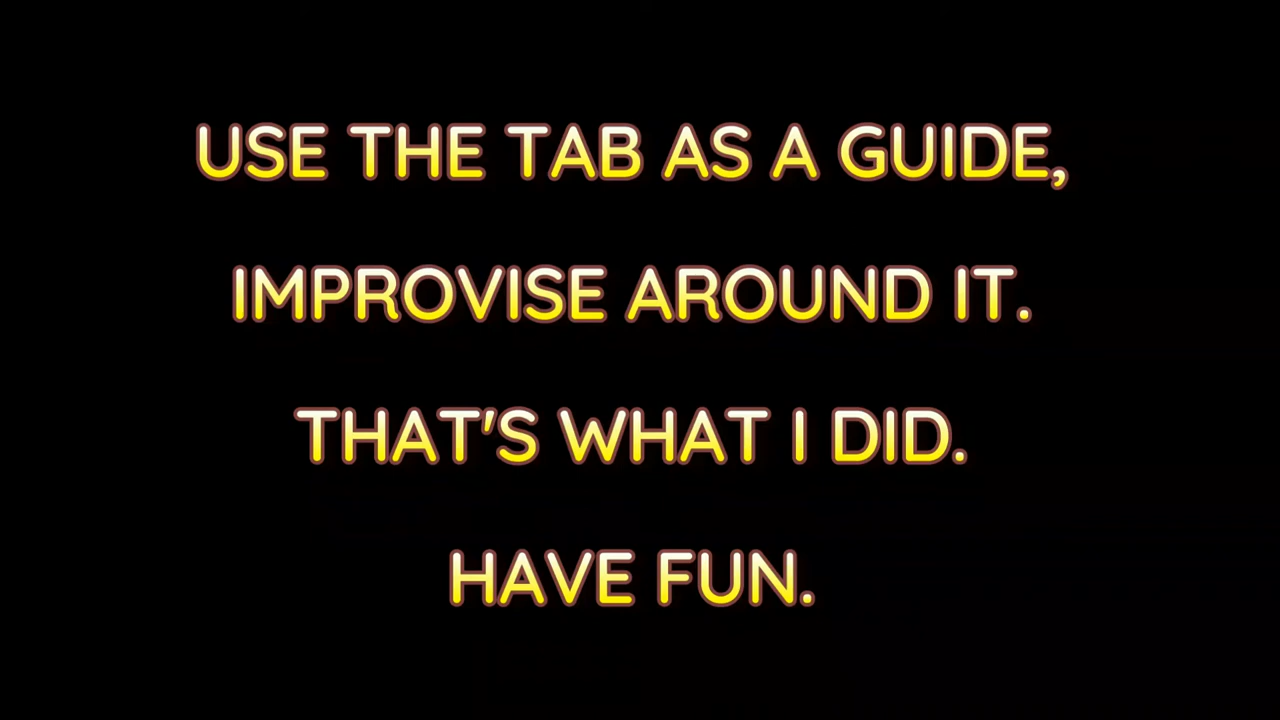 USE THE TAB AS A GUIDE,
IMPROVISE AROUND IT.
THAT'S WHAT I DID.
HAVE FUN.